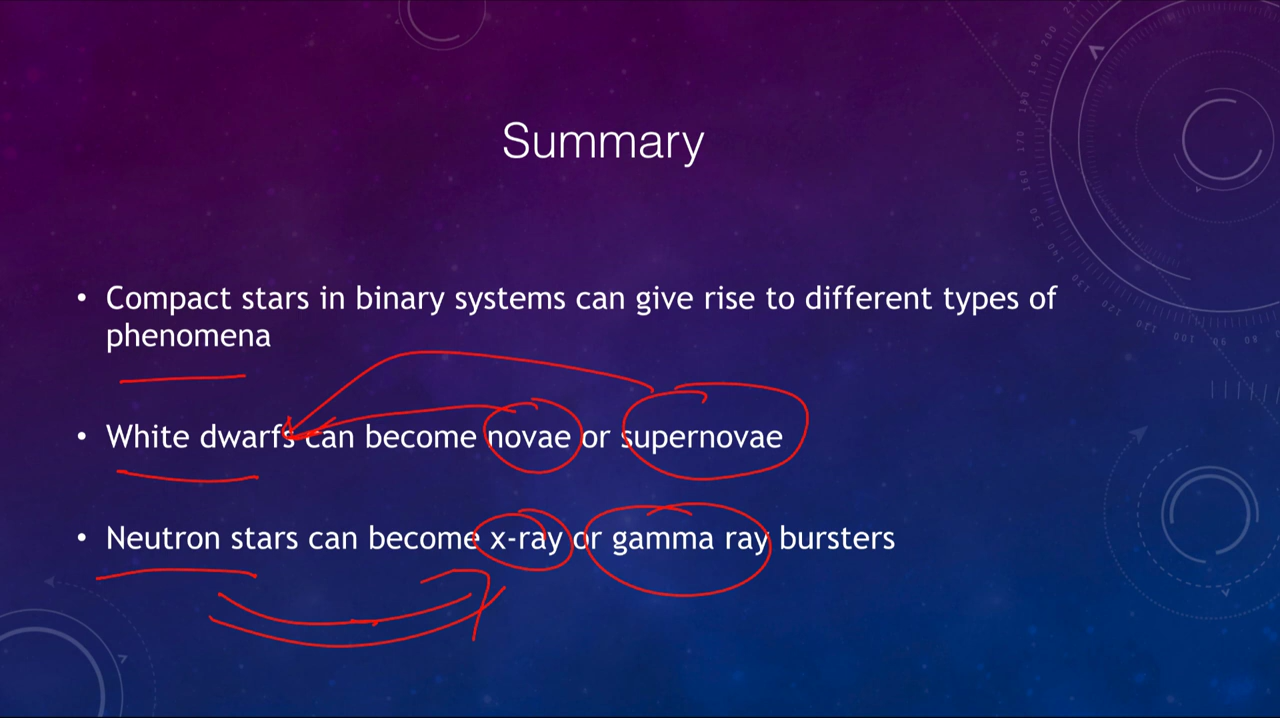 Summary
• Compact stars in binary systems can give rise to different types of
phenomena
• White dwarfs can become novae or supernovae
• Neutron stars can become x-ray or gamma ray bursters